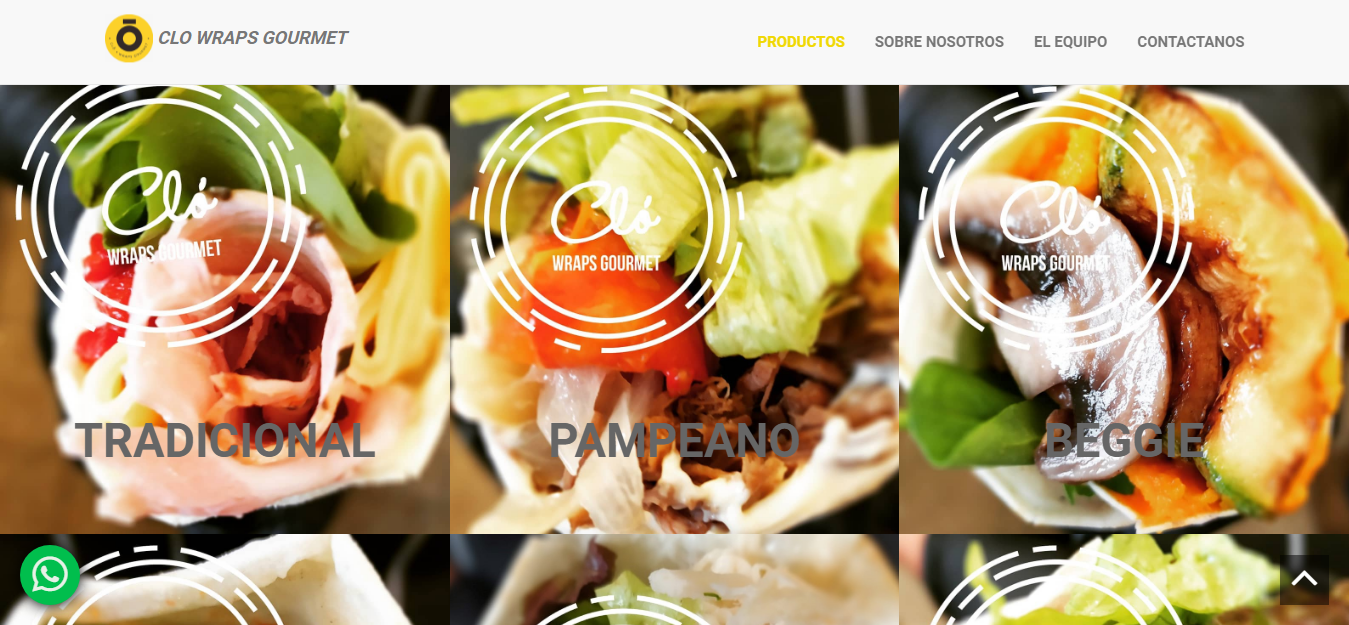 CLO WRAPS GOURMET
PRODUCTOS
SOBRE NOSOTROS
EL EQUIPO
CONTACTANOS
Cló
WRAPS GOURMET
Cló
WRAPS GOURMET
Cló
WRAPS GOURMET
TRADICIONAL
PAMPEANO
BEGGIE